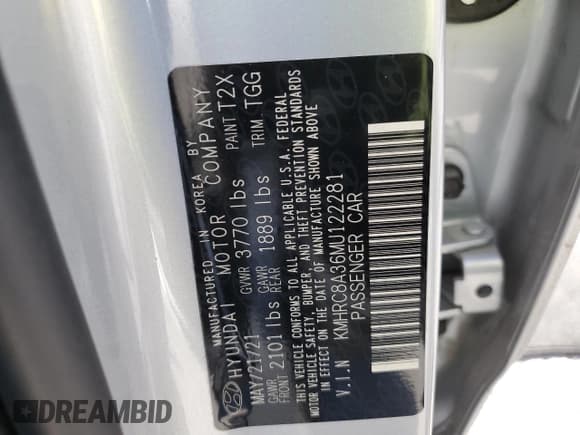 MANUFACTURED IN KOREA BY
HYUNDAI MOTOR COMPANY
MAY/21/21 GVWR 3770 lbs PAINT T2X
GAWR FRONT 2101 lbs GAWR REAR 1889 lbs TRIM TGG
THIS VEHICLE CONFORMS TO ALL APPLICABLE U.S.A. FEDERAL
MOTOR VEHICLE SAFETY, BUMPER, AND THEFT PREVENTION STANDARDS
IN EFFECT ON THE DATE OF MANUFACTURE SHOWN ABOVE
V.I.N KMHRC8A36MU122281
PASSENGER CAR
DREAMBID